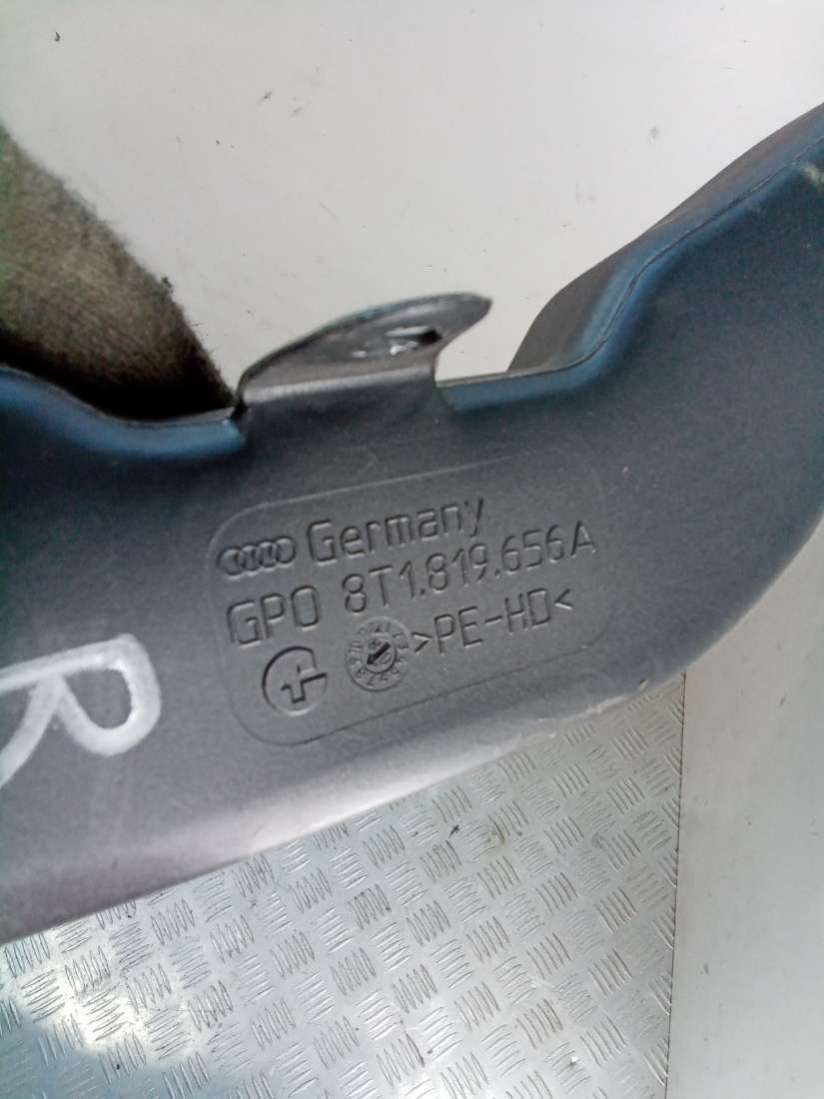 Germany
GPO 8T1.819.656A
>PE-HD<
R